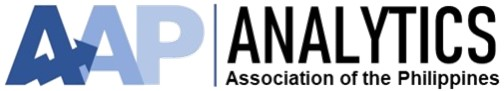 AAP
ANALYTICS
Association of the Philippines